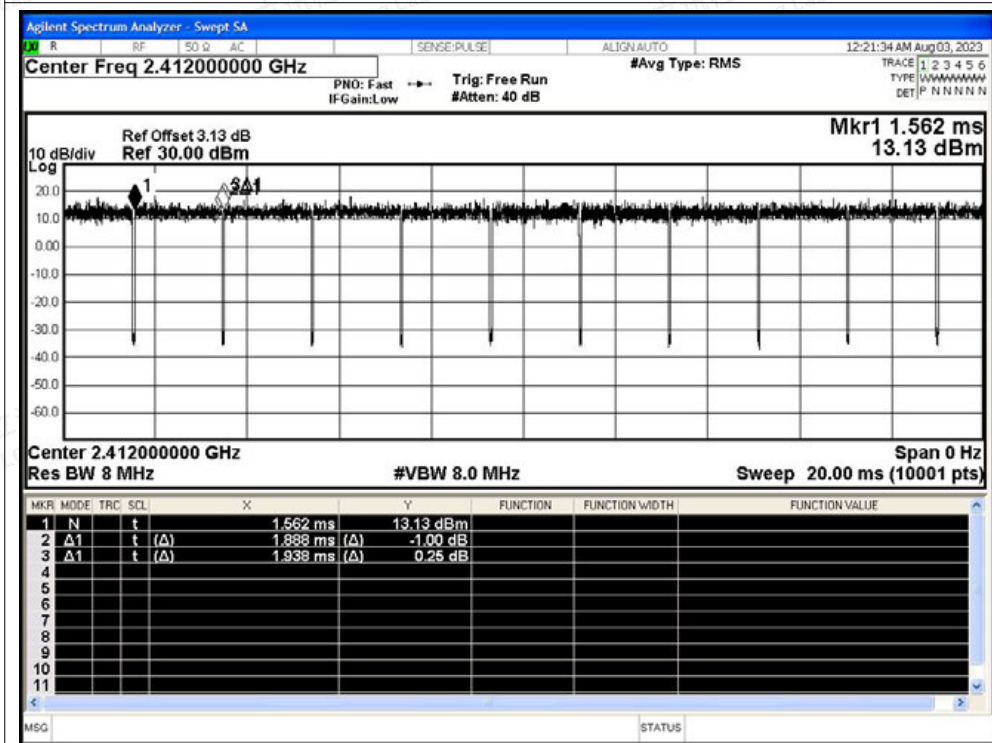 Agilent Spectrum Analyzer - Swept SA
LXI R RF 50 Ω AC SENSE:PULSE ALIGN AUTO 12:21:34 AM Aug 03, 2023
Center Freq 2.412000000 GHz #Avg Type: RMS TRACE 1 2 3 4 5 6
PNO: Fast Trig: Free Run TYPE WWWWWW
IFGain:Low #Atten: 40 dB DET P N N N N N
Mkr1 1.562 ms
Ref Offset 3.13 dB
10 dB/div Ref 30.00 dBm 13.13 dBm
Log
1 3Δ1
20.0
10.0
0.00
-10.0
-20.0
-30.0
-40.0
-50.0
-60.0
Center 2.412000000 GHz Span 0 Hz
Res BW 8 MHz #VBW 8.0 MHz Sweep 20.00 ms (10001 pts)
MKR MODE TRC SCL X Y FUNCTION FUNCTION WIDTH FUNCTION VALUE
1 N t 1.562 ms 13.13 dBm
2 Δ1 t (Δ) 1.888 ms (Δ) -1.00 dB
3 Δ1 t (Δ) 1.938 ms (Δ) 0.25 dB
4
5
6
7
8
9
10
11
MSG STATUS